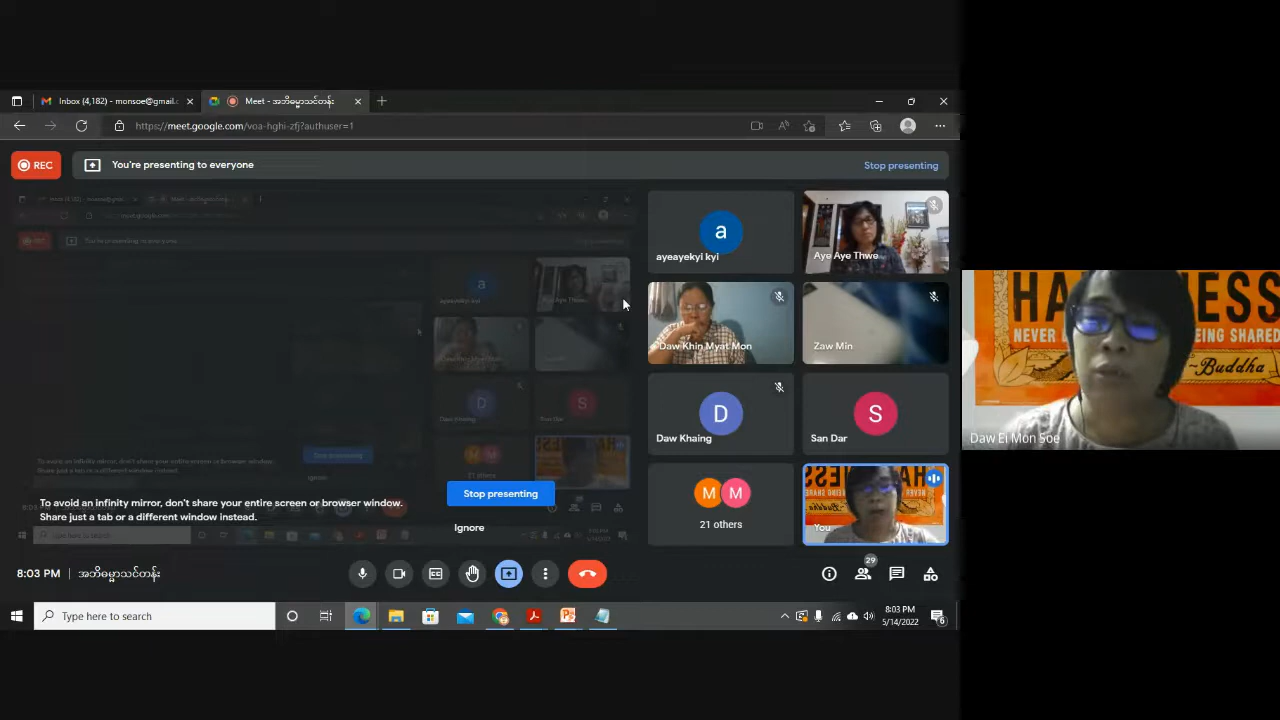 Inbox (4,182) - monsoe@gmail.c
Meet - အဘိဓမ္မာသင်တန်း
https://meet.google.com/voa-hghi-zfj?authuser=1
REC
You're presenting to everyone
Stop presenting
a
ayeayekyi kyi
Aye Aye Thwe
Daw Khin Myat Mon
Zaw Min
D
Daw Khaing
S
San Dar
M M
21 others
You
To avoid an infinity mirror, don't share your entire screen or browser window.
Share just a tab or a different window instead.
Stop presenting
Ignore
8:03 PM | အဘိဓမ္မာသင်တန်း
29
Type here to search
8:03 PM
5/14/2022
6
HA NESS
NEVER EING SHARED
~Buddha
Daw Ei Mon Soe